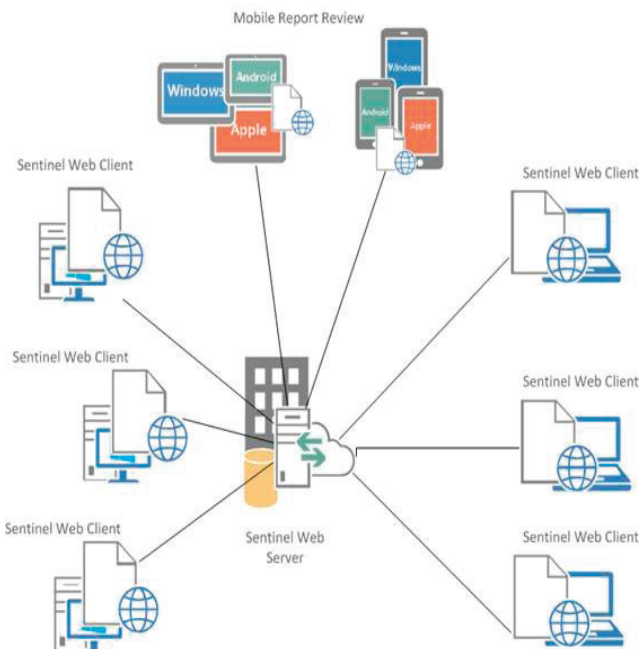 Mobile Report Review
Windows
Android
Apple
Windows
Android
Apple
Sentinel Web Client
Sentinel Web Client
Sentinel Web Client
Sentinel Web Client
Sentinel Web Client
Sentinel Web Client
Sentinel Web
Server